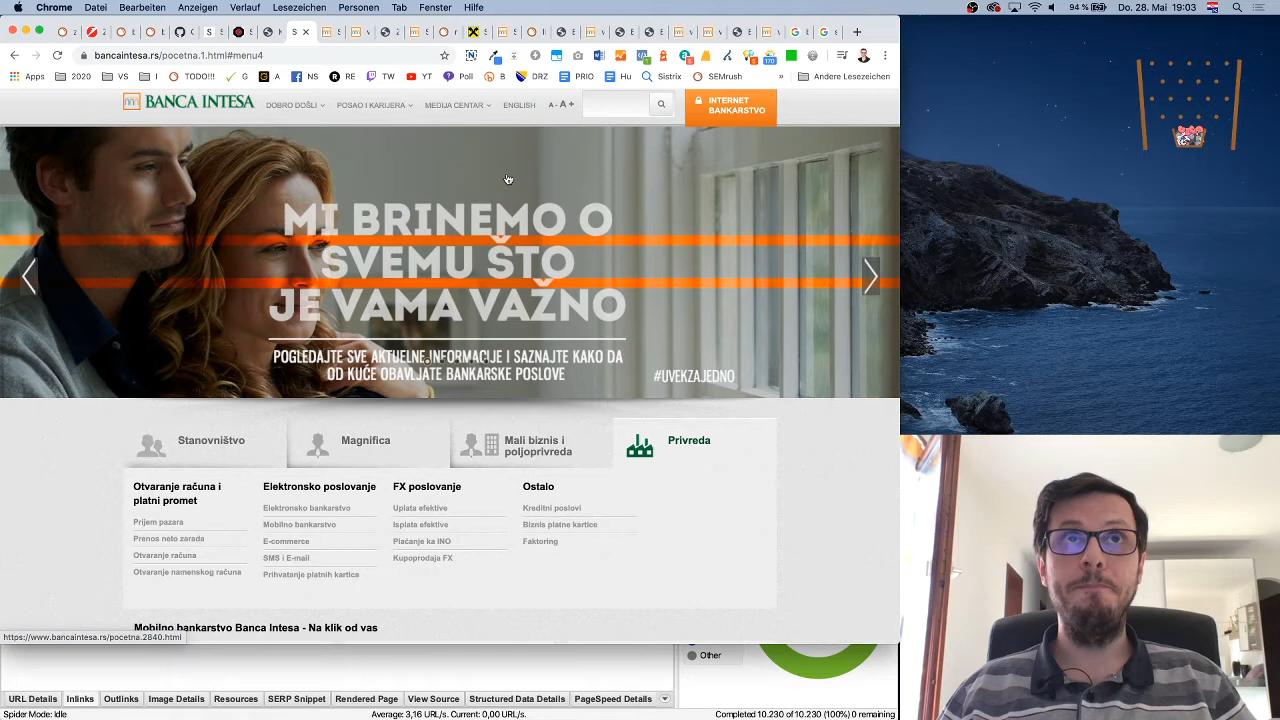 Chrome Datei Bearbeiten Anzeigen Verlauf Lesezeichen Personen Tab Fenster Hilfe
94 % Do. 28. Mai 19:03
bancaintesa.rs/pocetna.1.html#menu4
Apps 2020 VS I TODO!!! G A NS RE TW YT Poll B DRZ PRIO Hu Sistrix SEMrush » Andere Lesezeichen
BANCA INTESA DOBRO DOŠLI POSAO I KARIJERA MEDIJA CENTAR ENGLISH A - A + INTERNET
BANKARSTVO
MI BRINEMO O
SVEMU ŠTO
JE VAMA VAŽNO
POGLEDAJTE SVE AKTUELNE INFORMACIJE I SAZNAJTE KAKO DA
OD KUĆE OBAVLJATE BANKARSKE POSLOVE
#UVEKZAJEDNO
Stanovništvo
Magnifica
Mali biznis i
poljoprivreda
Privreda
Otvaranje računa i
platni promet
Prijem pazara
Prenos neto zarada
Otvaranje računa
Otvaranje namenskog računa
Elektronsko poslovanje
Elektronsko bankarstvo
Mobilno bankarstvo
E-commerce
SMS i E-mail
Prihvatanje platnih kartica
FX poslovanje
Uplata efektive
Isplata efektive
Plaćanje ka INO
Kupoprodaja FX
Ostalo
Kreditni poslovi
Biznis platne kartice
Faktoring
Mobilno bankarstvo Banca Intesa - Na klik od vas
https://www.bancaintesa.rs/pocetna.2840.html
Other
URL Details Inlinks Outlinks Image Details Resources SERP Snippet Rendered Page View Source Structured Data Details PageSpeed Details
Spider Mode: Idle Average: 3,16 URL/s. Current: 0,00 URL/s. Completed 10.230 of 10.230 (100%) 0 remaining